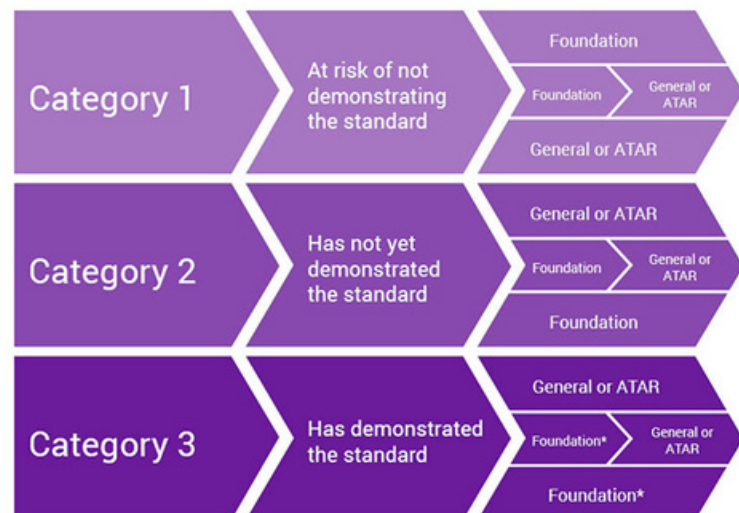 Category 1
At risk of not
demonstrating
the standard
Foundation
Foundation
General or
ATAR
General or ATAR
Category 2
Has not yet
demonstrated
the standard
General or ATAR
Foundation
General or
ATAR
Foundation
Category 3
Has demonstrated
the standard
General or ATAR
Foundation*
General or
ATAR
Foundation*